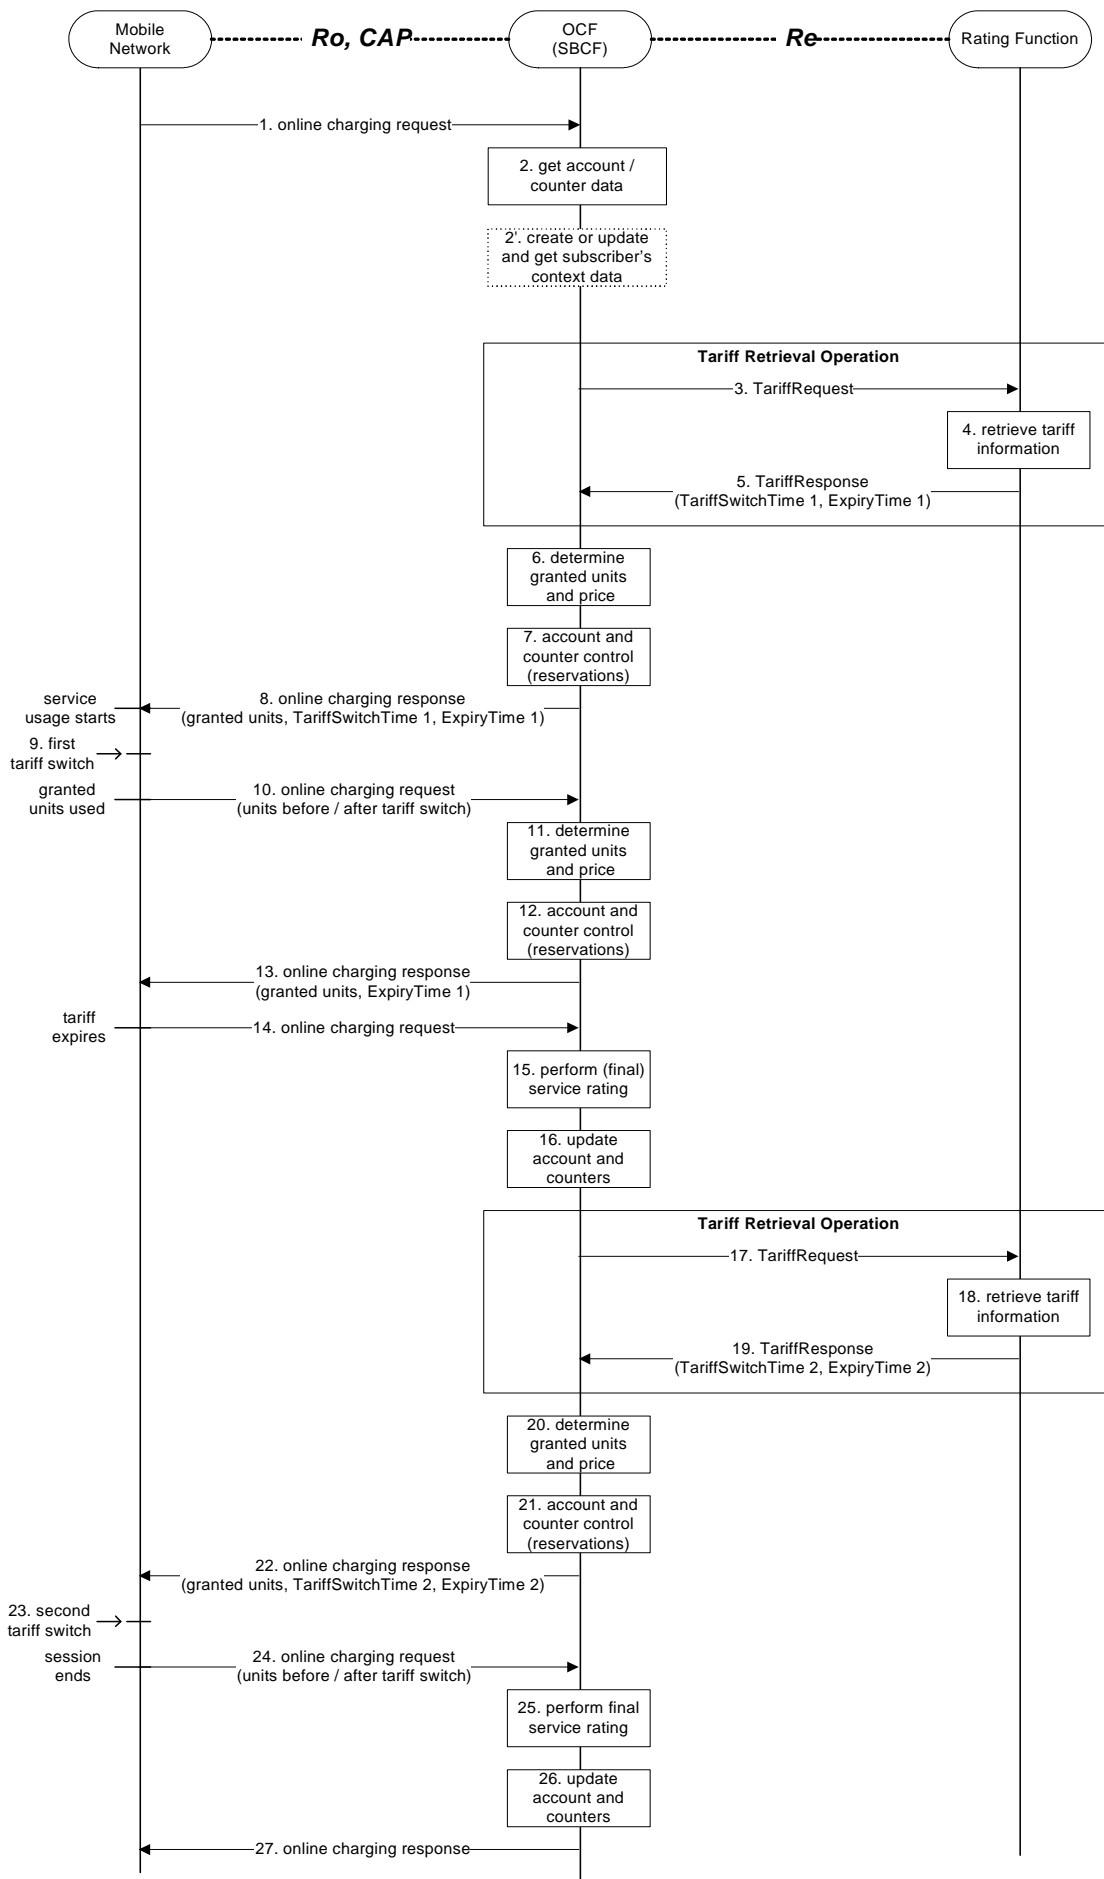 Mobile
Network
Ro, CAP
OCF
(SBCF)
Re
Rating Function
1. online charging request
2. get account /
counter data
2'. create or update
and get subscriber's
context data
Tariff Retrieval Operation
3. TariffRequest
4. retrieve tariff
information
5. TariffResponse
(TariffSwitchTime 1, ExpiryTime 1)
6. determine
granted units
and price
7. account and
counter control
(reservations)
service
usage starts
8. online charging response
(granted units, TariffSwitchTime 1, ExpiryTime 1)
9. first
tariff switch
granted
units used
10. online charging request
(units before / after tariff switch)
11. determine
granted units
and price
12. account and
counter control
(reservations)
13. online charging response
(granted units, ExpiryTime 1)
tariff
expires
14. online charging request
15. perform (final)
service rating
16. update
account and
counters
Tariff Retrieval Operation
17. TariffRequest
18. retrieve tariff
information
19. TariffResponse
(TariffSwitchTime 2, ExpiryTime 2)
20. determine
granted units
and price
21. account and
counter control
(reservations)
22. online charging response
(granted units, TariffSwitchTime 2, ExpiryTime 2)
23. second
tariff switch
session
ends
24. online charging request
(units before / after tariff switch)
25. perform final
service rating
26. update
account and
counters
27. online charging response